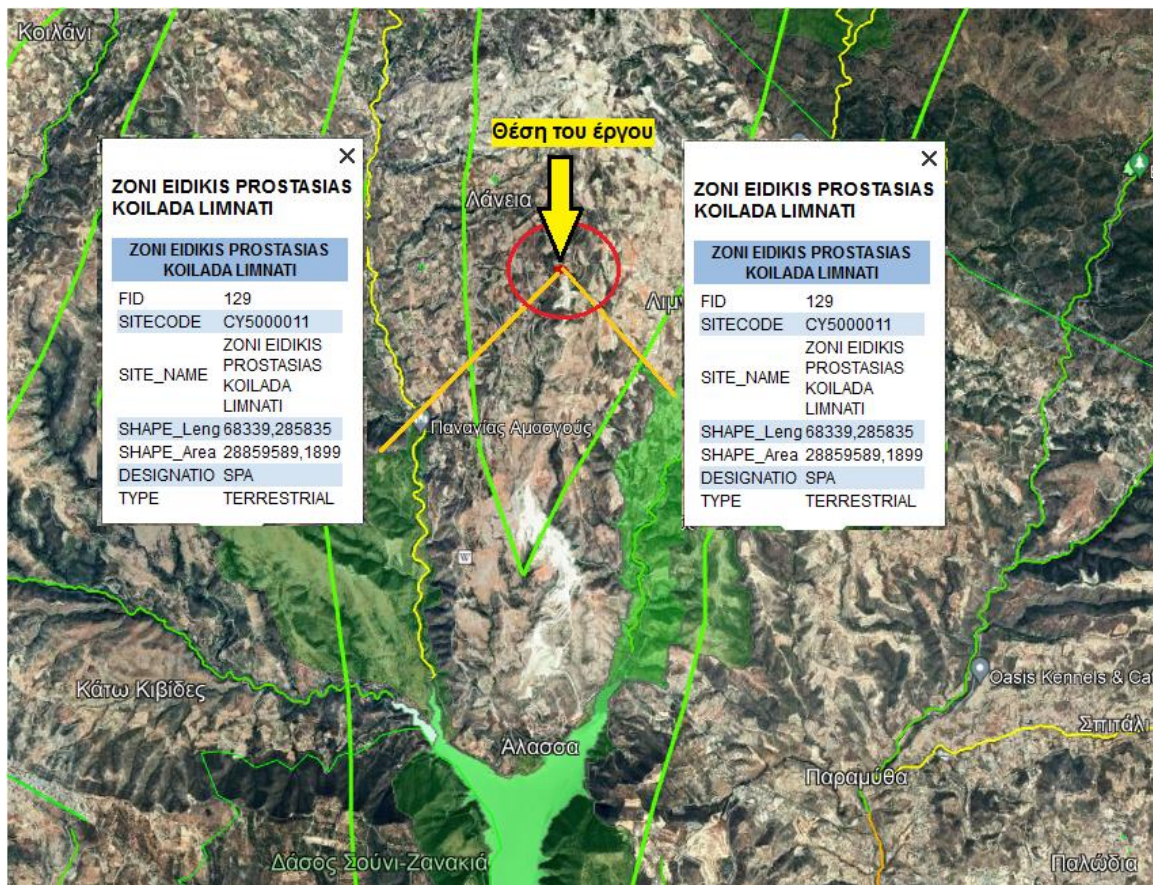 Κοιλάνι
Θέση του έργου
Λάνεια
ZONI EIDIKIS PROSTASIAS
KOILADA LIMNATI
ZONI EIDIKIS PROSTASIAS
KOILADA LIMNATI
FID 129
SITECODE CY5000011
SITE_NAME ZONI EIDIKIS
PROSTASIAS
KOILADA
LIMNATI
SHAPE_Leng 68339,285835
SHAPE_Area 28859589,1899
DESIGNATIO SPA
TYPE TERRESTRIAL
ZONI EIDIKIS PROSTASIAS
KOILADA LIMNATI
ZONI EIDIKIS PROSTASIAS
KOILADA LIMNATI
FID 129
SITECODE CY5000011
SITE_NAME ZONI EIDIKIS
PROSTASIAS
KOILADA
LIMNATI
SHAPE_Leng 68339,285835
SHAPE_Area 28859589,1899
DESIGNATIO SPA
TYPE TERRESTRIAL
Παναγίας Αμασγούς
W
Oasis Kennels & Cat
Κάτω Κιβίδες
Σπιτάλι
Άλασσα
Παραμύθα
Δάσος Σούνι-Ζανακιά
Παλώδια